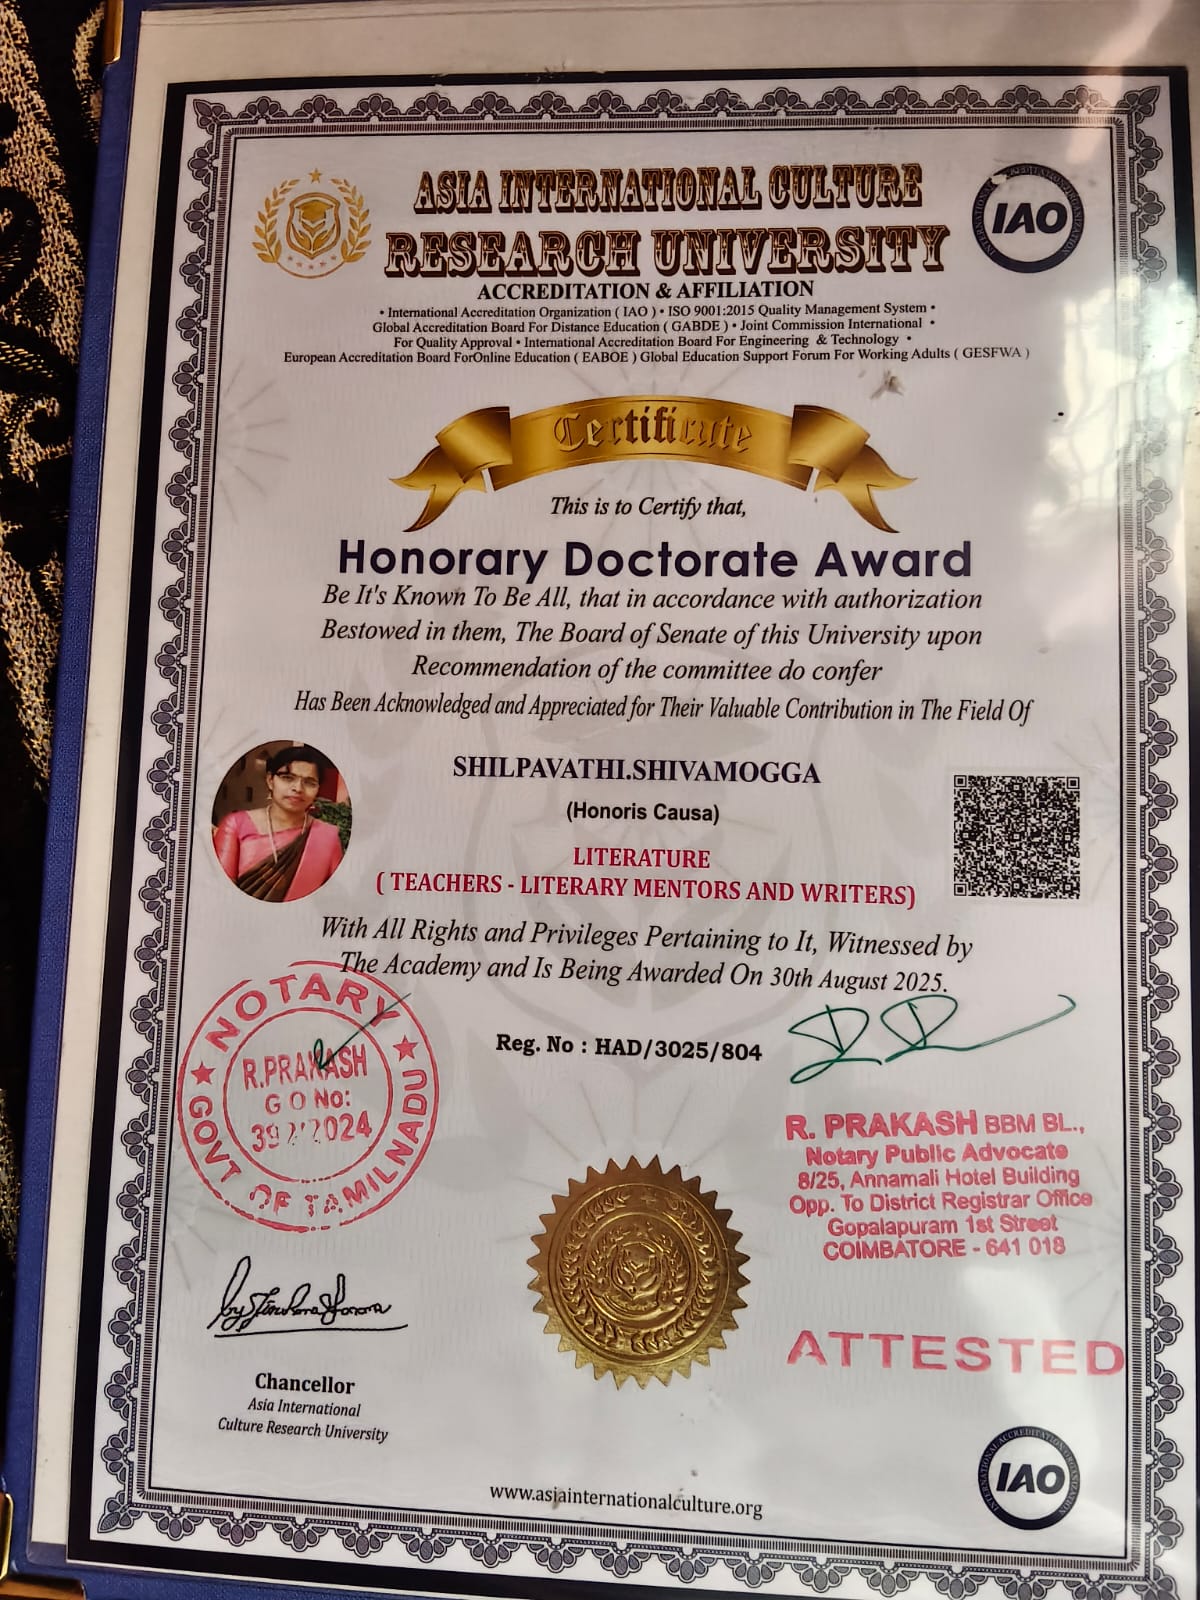 ASIA INTERNATIONAL CULTURE
RESEARCH UNIVERSITY
IAO
ACCREDITATION & AFFILIATION
• International Accreditation Organization ( IAO ) • ISO 9001:2015 Quality Management System •
Global Accreditation Board For Distance Education ( GABDE ) • Joint Commission International •
For Quality Approval • International Accreditation Board For Engineering & Technology •
European Accreditation Board ForOnline Education ( EABOE ) Global Education Support Forum For Working Adults ( GESFWA )
Certificate
This is to Certify that,
Honorary Doctorate Award
Be It's Known To Be All, that in accordance with authorization
Bestowed in them, The Board of Senate of this University upon
Recommendation of the committee do confer
Has Been Acknowledged and Appreciated for Their Valuable Contribution in The Field Of
SHILPAVATHI.SHIVAMOGGA
(Honoris Causa)
LITERATURE
( TEACHERS - LITERARY MENTORS AND WRITERS)
With All Rights and Privileges Pertaining to It, Witnessed by
The Academy and Is Being Awarded On 30th August 2025.
Reg. No : HAD/3025/804
NOTARY
R.PRAKASH
G O No:
2024
GOVT OF TAMILNADU
R. PRAKASH BBM BL.,
Notary Public Advocate
8/25, Annamali Hotel Building
Opp. To District Registrar Office
Gopalapuram 1st Street
COIMBATORE - 641 018
ATTESTED
Chancellor
Asia International
Culture Research University
INTERNATIONAL ACCREDITATION ORGANIZATION
IAO
www.asiainternationalculture.org